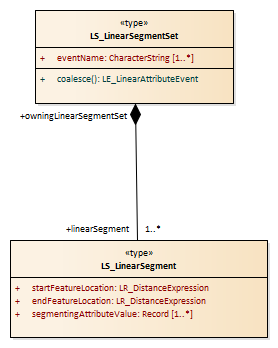 «type»
LS_LinearSegmentSet
+ eventName: CharacterString [1..*]
+ coalesce(): LE_LinearAttributeEvent
+owningLinearSegmentSet
+linearSegment 1..*
«type»
LS_LinearSegment
+ startFeatureLocation: LR_DistanceExpression
+ endFeatureLocation: LR_DistanceExpression
+ segmentingAttributeValue: Record [1..*]